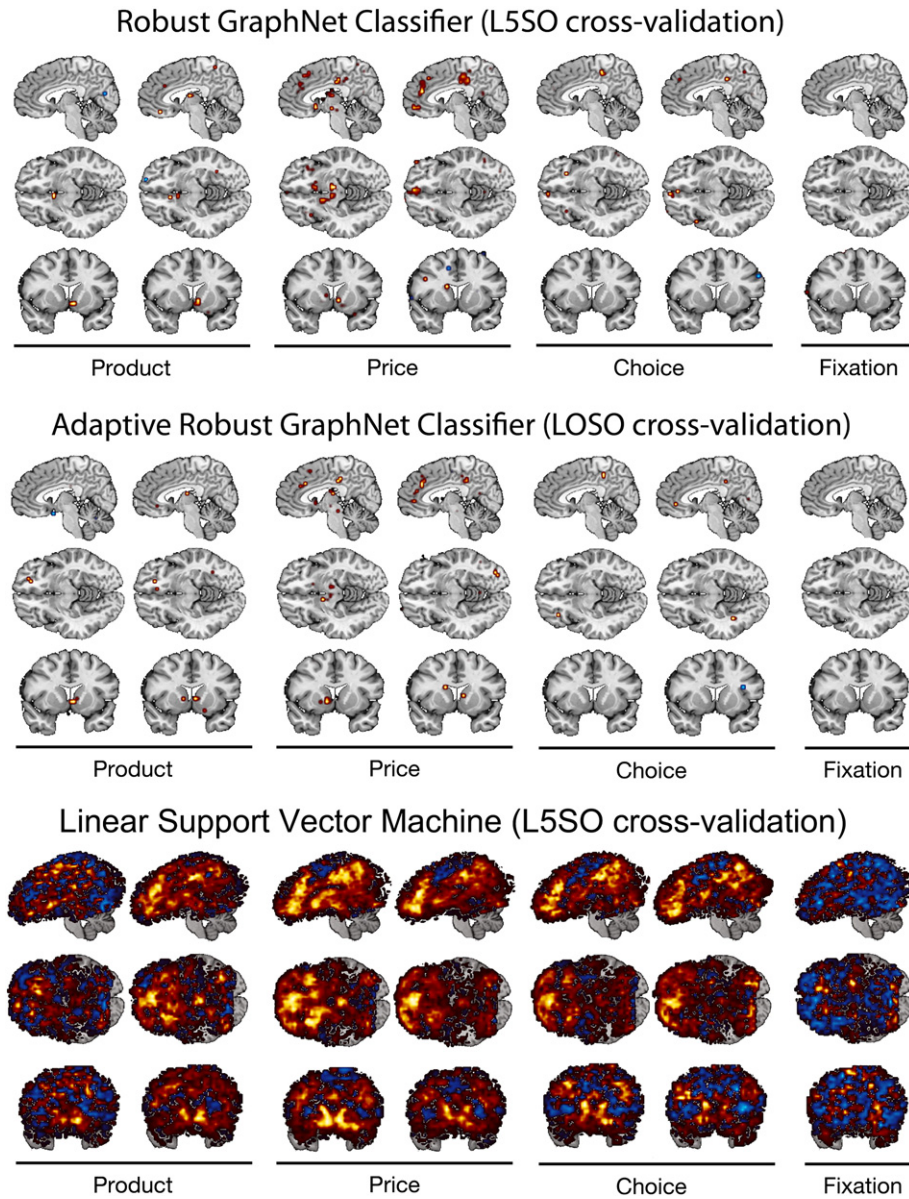 Robust GraphNet Classifier (L5SO cross-validation)
Product Price Choice Fixation
Adaptive Robust GraphNet Classifier (LOSO cross-validation)
Product Price Choice Fixation
Linear Support Vector Machine (L5SO cross-validation)
Product Price Choice Fixation